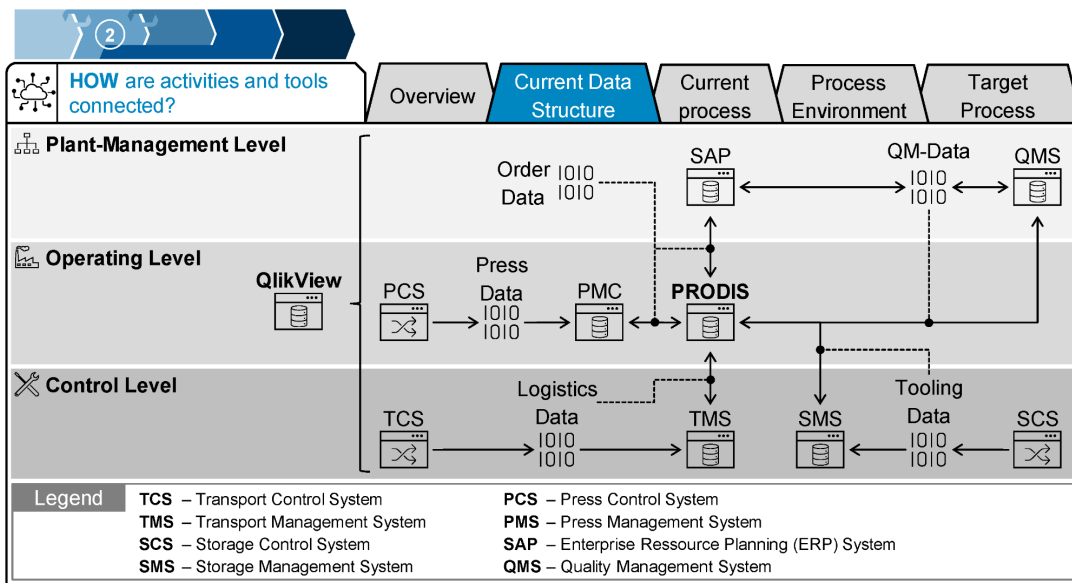 2
HOW are activities and tools
connected?
Overview
Current Data
Structure
Current
process
Process
Environment
Target
Process
Plant-Management Level
Order
Data
1010
1010
SAP
QM-Data
1010
1010
QMS
Operating Level
QlikView
PCS
Press
Data
1010
1010
PMC
PRODIS
Control Level
TCS
Logistics
Data
1010
1010
TMS
SMS
Tooling
Data
1010
1010
SCS
Legend
TCS – Transport Control System
TMS – Transport Management System
SCS – Storage Control System
SMS – Storage Management System
PCS – Press Control System
PMS – Press Management System
SAP – Enterprise Ressource Planning (ERP) System
QMS – Quality Management System